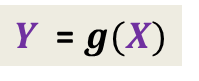 Y = g(X)